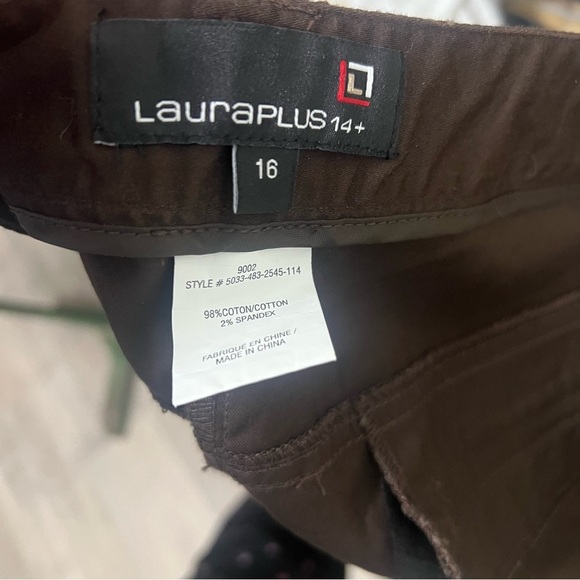 L
LauraPLUS 14+
16
9002
STYLE # 5033-483-2545-114
98%COTON/COTTON
2% SPANDEX
FABRIQUE EN CHINE /
MADE IN CHINA